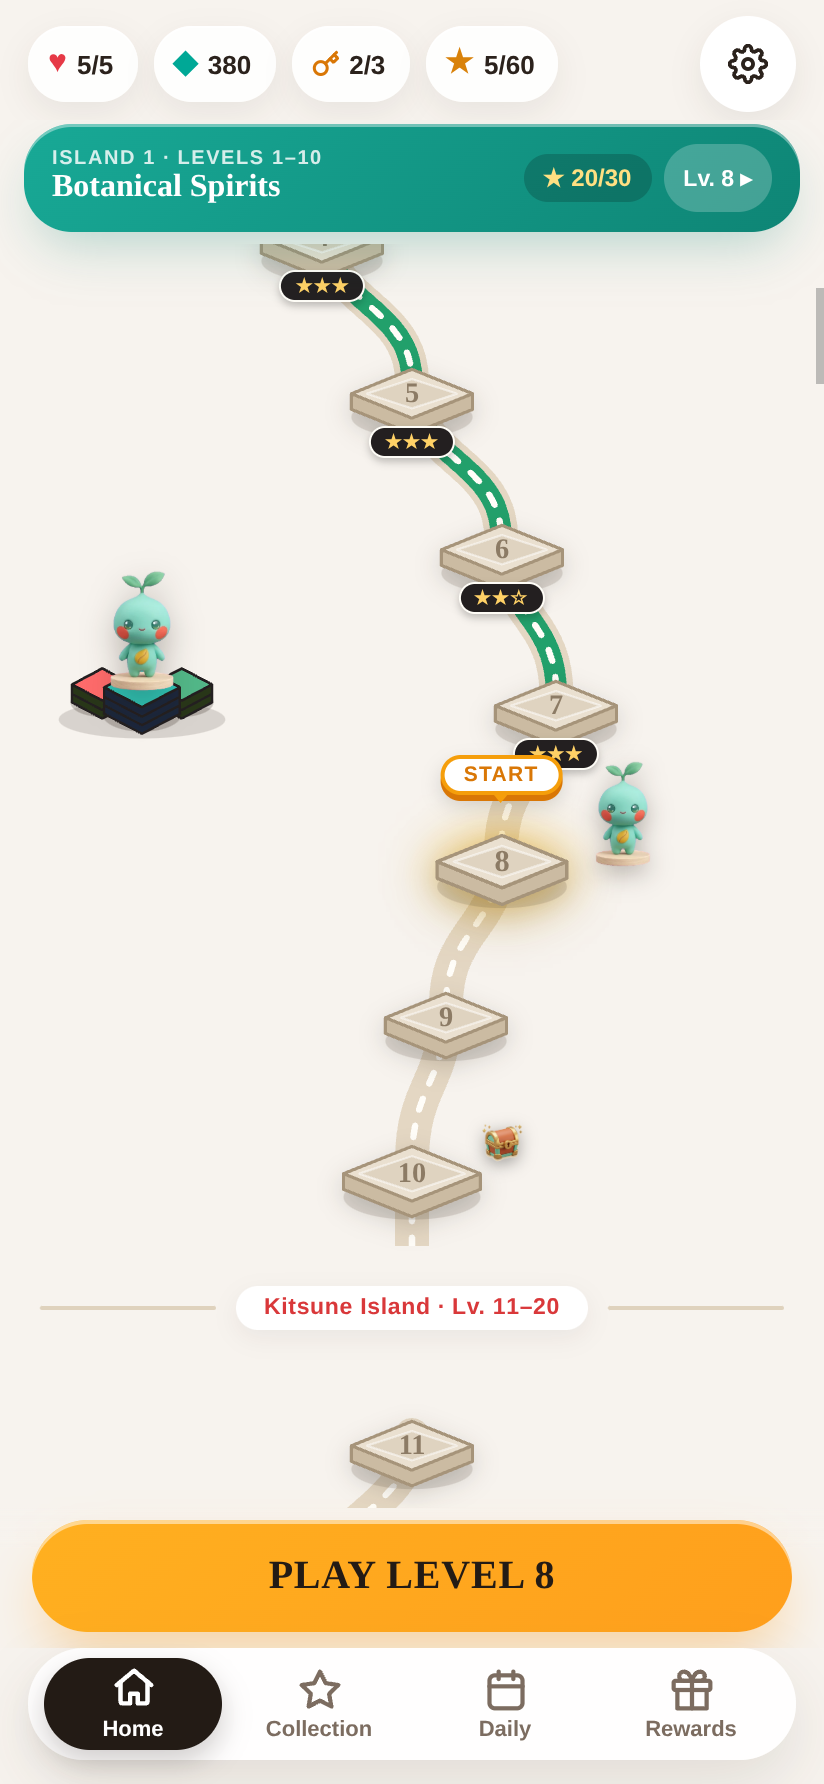 ♥ 5/5
380
2/3
★ 5/60
ISLAND 1 · LEVELS 1–10
Botanical Spirits
★ 20/30
Lv. 8 ▸
★★★
5
★★★
6
★★☆
7
★★★
START
8
9
10
Kitsune Island · Lv. 11–20
11
PLAY LEVEL 8
Home
Collection
Daily
Rewards